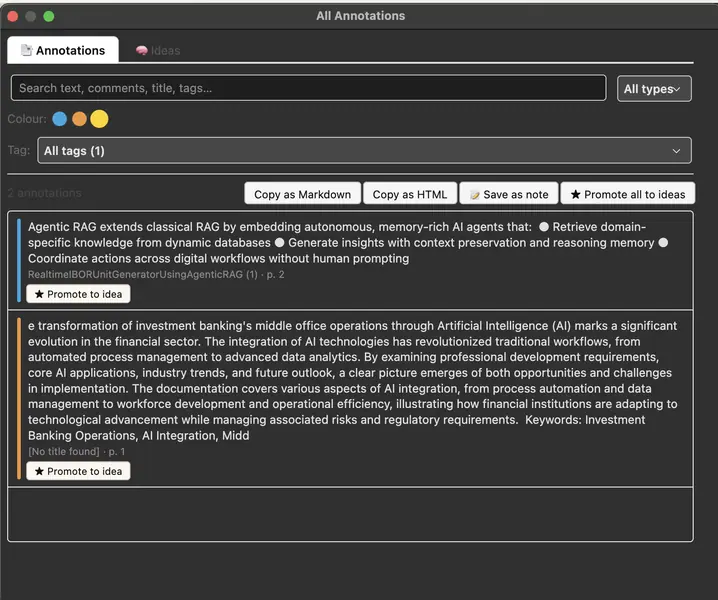 All Annotations
Annotations
Ideas
Search text, comments, title, tags...
All types
Colour:
Tag:
All tags (1)
2 annotations
Copy as Markdown
Copy as HTML
Save as note
★ Promote all to ideas
Agentic RAG extends classical RAG by embedding autonomous, memory-rich AI agents that: ● Retrieve domain-
specific knowledge from dynamic databases ● Generate insights with context preservation and reasoning memory ●
Coordinate actions across digital workflows without human prompting
RealtimeIBORUnitGeneratorUsingAgenticRAG (1) · p. 2
★ Promote to idea
e transformation of investment banking's middle office operations through Artificial Intelligence (AI) marks a significant
evolution in the financial sector. The integration of AI technologies has revolutionized traditional workflows, from
automated process management to advanced data analytics. By examining professional development requirements,
core AI applications, industry trends, and future outlook, a clear picture emerges of both opportunities and challenges
in implementation. The documentation covers various aspects of AI integration, from process automation and data
management to workforce development and operational efficiency, illustrating how financial institutions are adapting to
technological advancement while managing associated risks and regulatory requirements. Keywords: Investment
Banking Operations, AI Integration, Midd
[No title found] · p. 1
★ Promote to idea